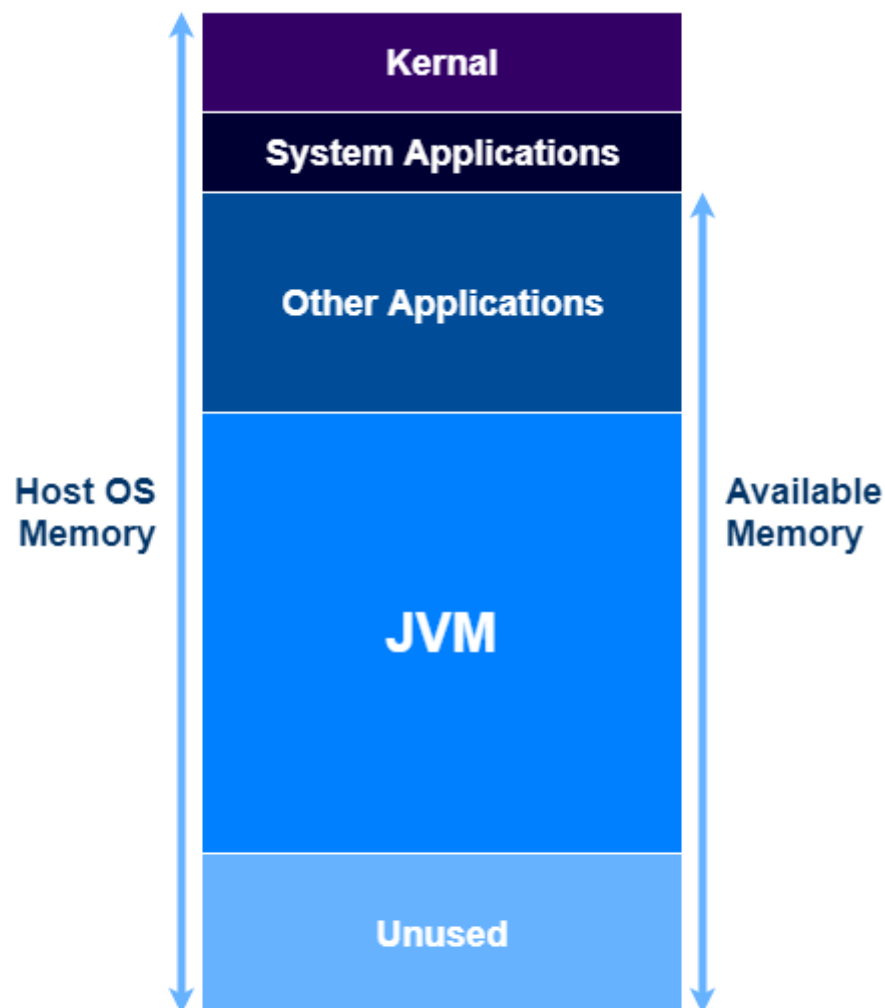 Kernal
System Applications
Other Applications
Host OS
Memory
Available
Memory
JVM
Unused